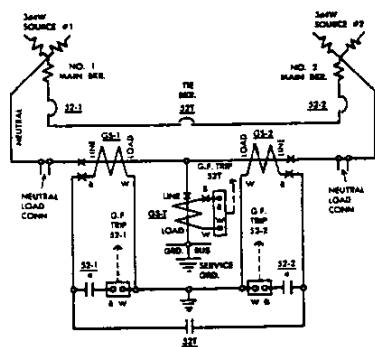 3Ø4W
SOURCE #1
3Ø4W
SOURCE #2
NO. 1
MAIN BKR.
NO. 2
MAIN BKR.
TIE
BKR.
52-1
52T
52-2
NEUTRAL
GS-1
GS-2
LINE
LOAD
LOAD
LINE
B
W
W
B
NEUTRAL
LOAD
CONN
NEUTRAL
LOAD
CONN
G.F. TRIP
52T
LINE
B
GS-T
LOAD
W
G.F.
TRIP
52-1
G.F.
TRIP
52-2
GRD. BUS
SERVICE
GRD.
52-1
a
B W
52-2
a
W B
52T